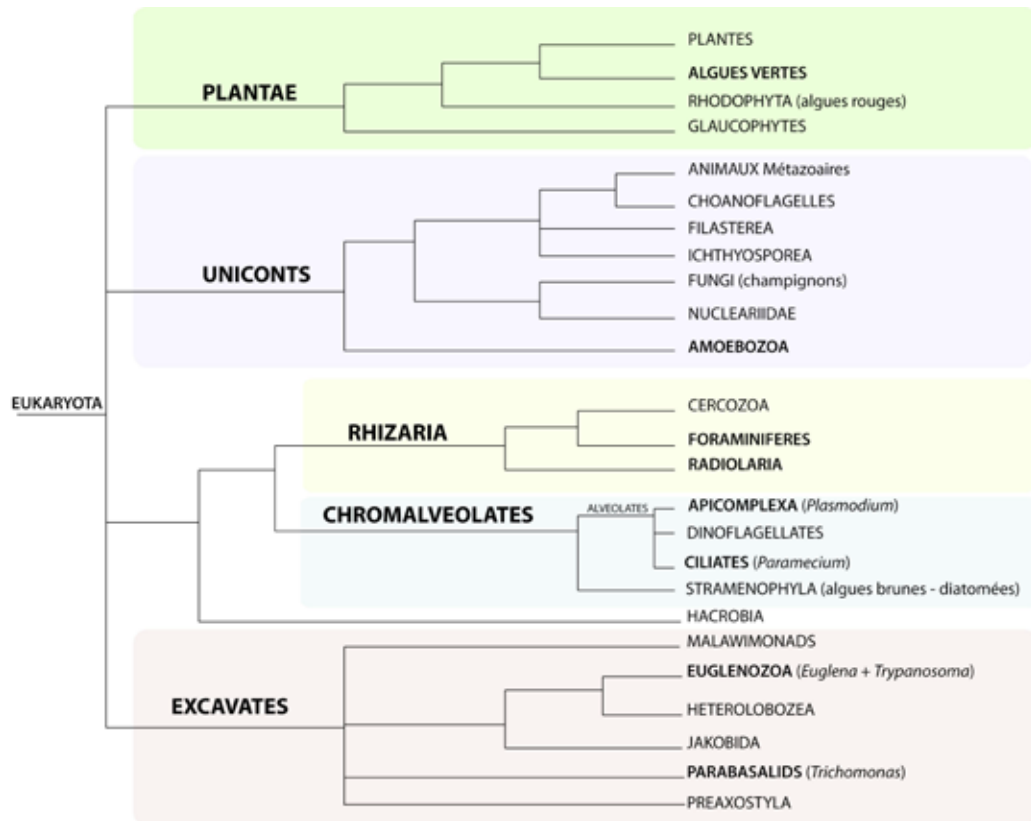 PLANTES
ALGUES VERTES
PLANTAE
RHODOPHYTA (algues rouges)
GLAUCOPHYTES
ANIMAUX Métazoaires
CHOANOFLAGELLES
FILASTEREA
ICHTHYOSPOREA
UNICONTS
FUNGI (champignons)
NUCLEARIIDAE
AMOEBOZOA
EUKARYOTA
CERCOZOA
RHIZARIA
FORAMINIFERES
RADIOLARIA
ALVEOLATES
APICOMPLEXA (Plasmodium)
CHROMALVEOLATES
DINOFLAGELLATES
CILIATES (Paramecium)
STRAMENOPHYLA (algues brunes - diatomées)
HACROBIA
MALAWIMONADS
EUGLENOZOA (Euglena + Trypanosoma)
EXCAVATES
HETEROLOBOZEA
JAKOBIDA
PARABASALIDS (Trichomonas)
PREAXOSTYLA